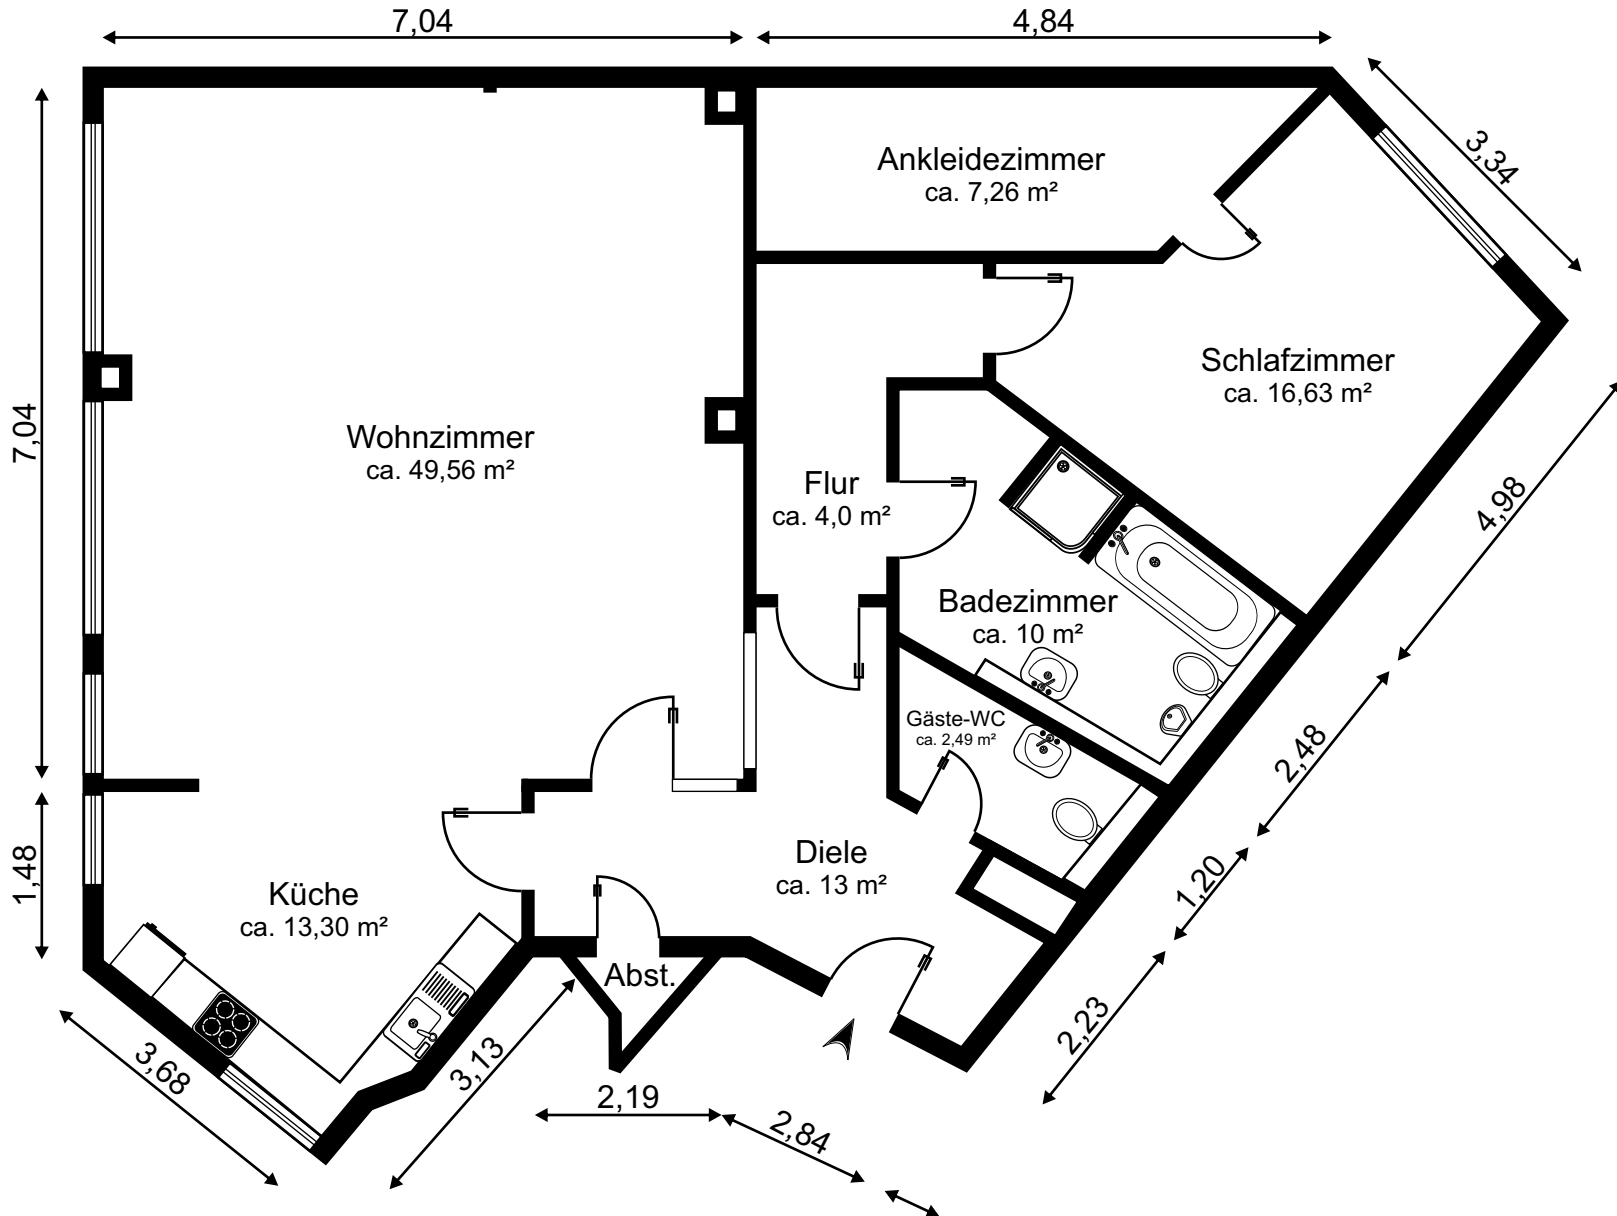 7,04
4,84
3,34
Ankleidezimmer
ca. 7,26 m²
Schlafzimmer
ca. 16,63 m²
7,04
Wohnzimmer
ca. 49,56 m²
Flur
ca. 4,0 m²
4,98
Badezimmer
ca. 10 m²
Gäste-WC
ca. 2,49 m²
2,48
1,48
Küche
ca. 13,30 m²
Diele
ca. 13 m²
1,20
Abst.
2,23
3,68
3,13
2,19
2,84